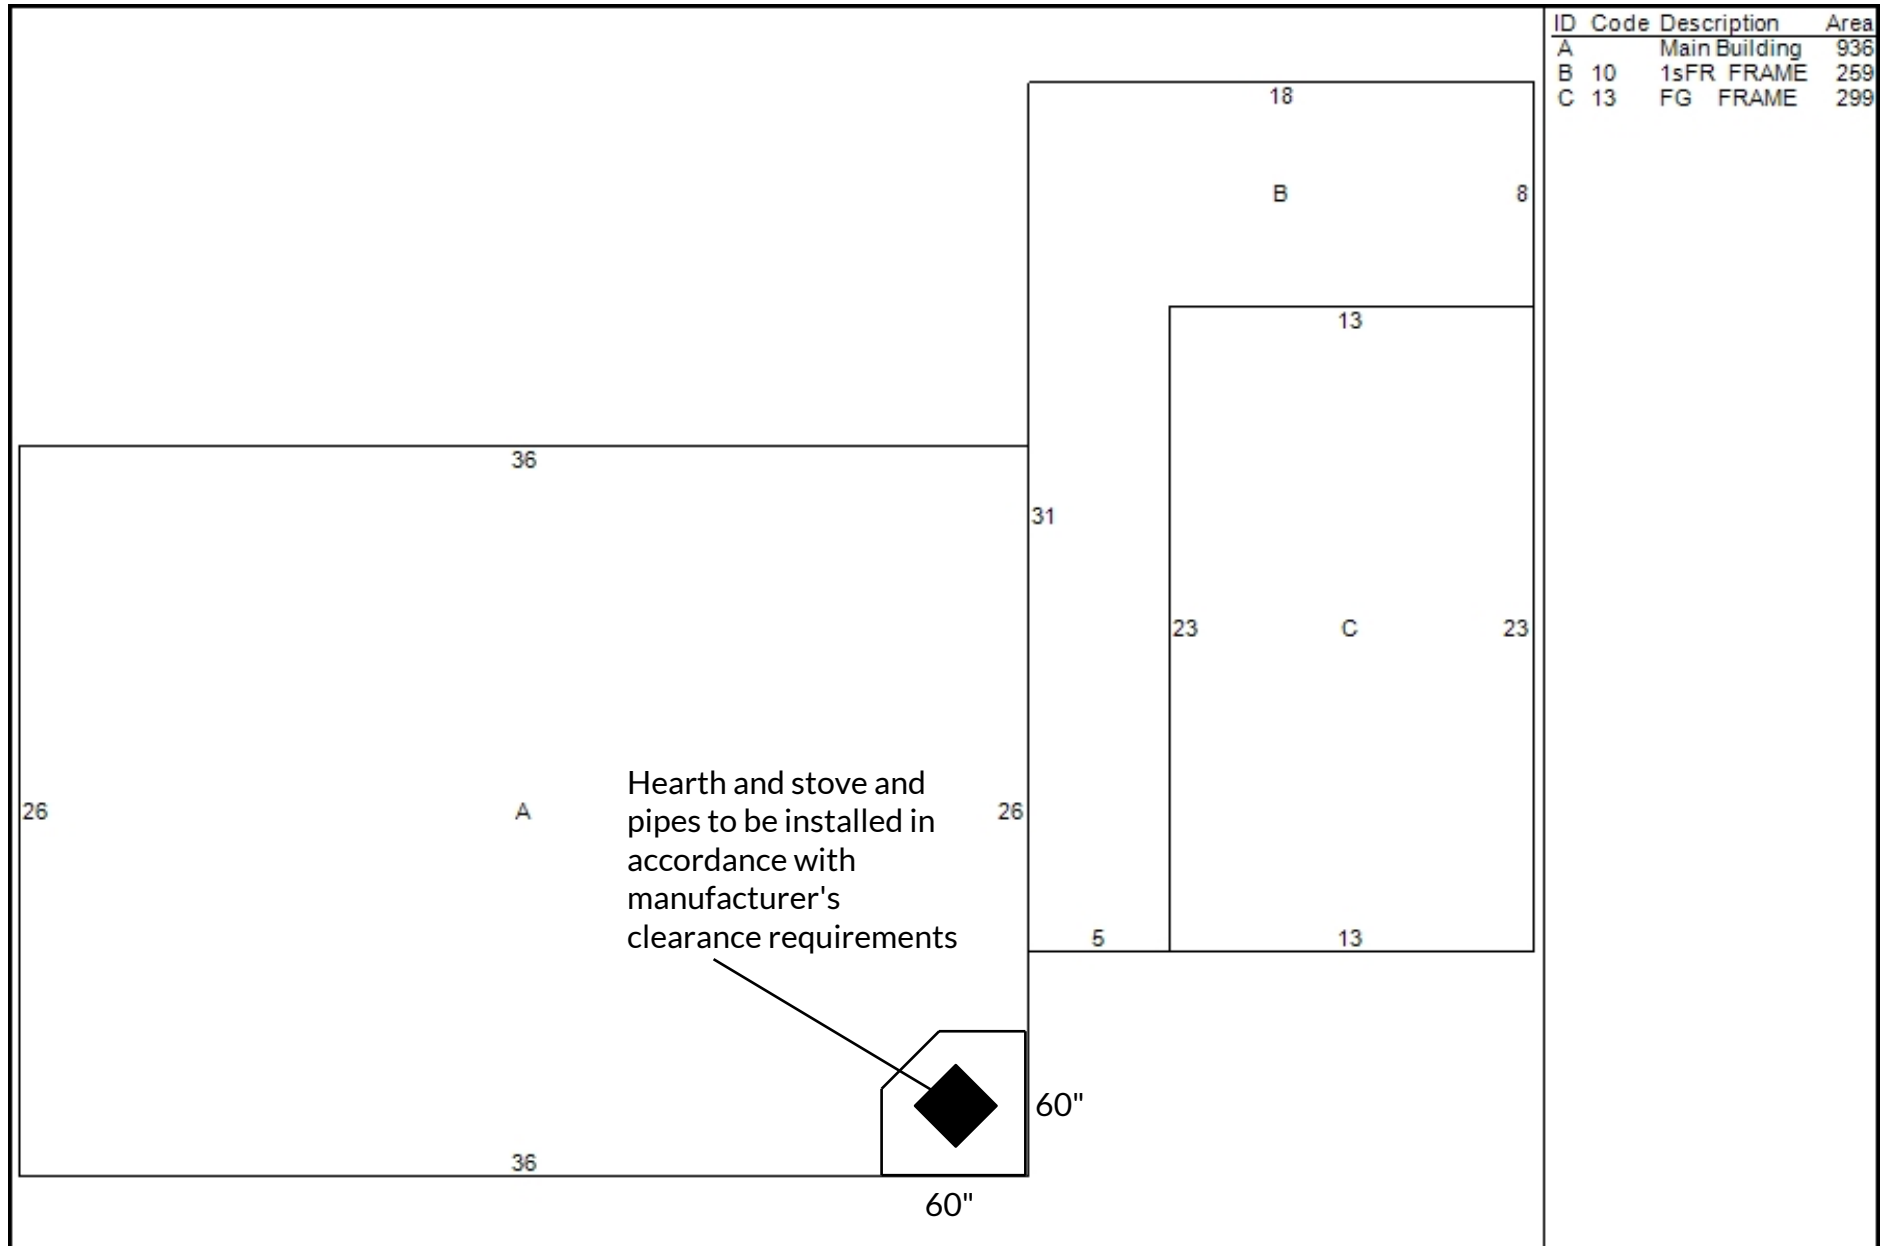 ID Code Description Area
A Main Building 936
B 10 1sFR FRAME 259
C 13 FG FRAME 299
18
B 8
13
36
31
23 C 23
Hearth and stove and
pipes to be installed in
accordance with
manufacturer's
clearance requirements
26 A 26
5 13
60"
36
60"